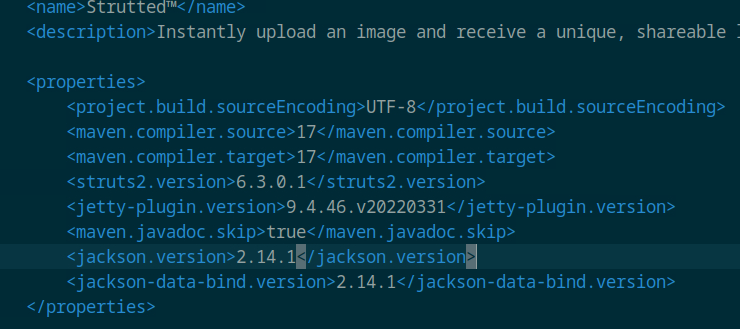 <name>Strutted™</name>
<description>Instantly upload an image and receive a unique, shareable
<properties>
<project.build.sourceEncoding>UTF-8</project.build.sourceEncoding>
<maven.compiler.source>17</maven.compiler.source>
<maven.compiler.target>17</maven.compiler.target>
<struts2.version>6.3.0.1</struts2.version>
<jetty-plugin.version>9.4.46.v20220331</jetty-plugin.version>
<maven.javadoc.skip>true</maven.javadoc.skip>
<jackson.version>2.14.1</jackson.version>
<jackson-data-bind.version>2.14.1</jackson-data-bind.version>
</properties>